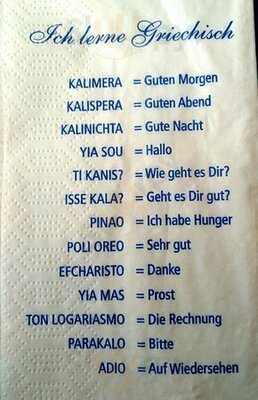 Ich lerne Griechisch
KALIMERA = Guten Morgen
KALISPERA = Guten Abend
KALINICHTA = Gute Nacht
YIA SOU = Hallo
TI KANIS? = Wie geht es Dir?
ISSE KALA? = Geht es Dir gut?
PINAO = Ich habe Hunger
POLI OREO = Sehr gut
EFCHARISTO = Danke
YIA MAS = Prost
TON LOGARIASMO = Die Rechnung
PARAKALO = Bitte
ADIO = Auf Wiedersehen